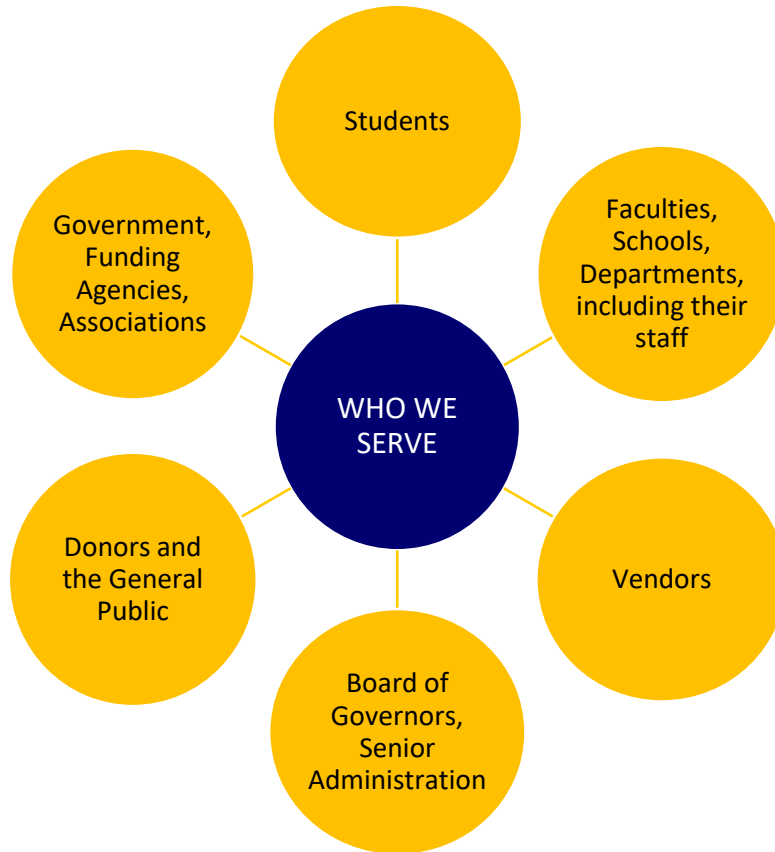 Students
Government,
Funding
Agencies,
Associations
Faculties,
Schools,
Departments,
including their
staff
WHO WE
SERVE
Donors and
the General
Public
Vendors
Board of
Governors,
Senior
Administration